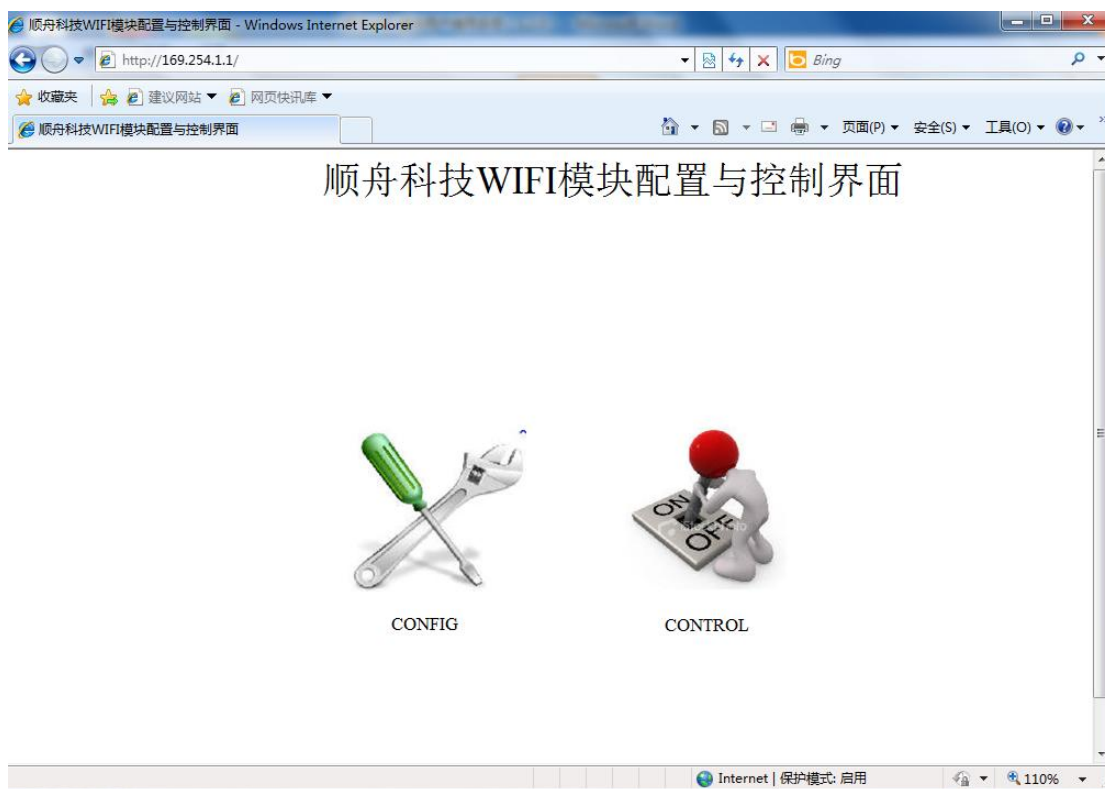 顺舟科技WIFI模块配置与控制界面 - Windows Internet Explorer
http://169.254.1.1/
Bing
收藏夹 建议网站 网页快讯库
顺舟科技WIFI模块配置与控制界面 页面(P) 安全(S) 工具(O)
顺舟科技WIFI模块配置与控制界面
ON
OFF
CONFIG CONTROL
Internet | 保护模式: 启用 110%